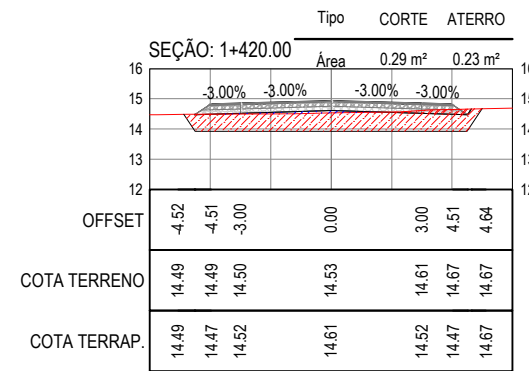 Tipo CORTE ATERRO
SEÇÃO: 1+420.00
Área 0.29 m² 0.23 m²
16
-3.00% -3.00% -3.00% -3.00%
15
14
13
12
OFFSET -4.52 -4.51 -3.00 0.00 3.00 4.51 4.64
COTA TERRENO 14.49 14.49 14.50 14.53 14.61 14.67 14.67
COTA TERRAP. 14.49 14.47 14.52 14.61 14.52 14.47 14.67